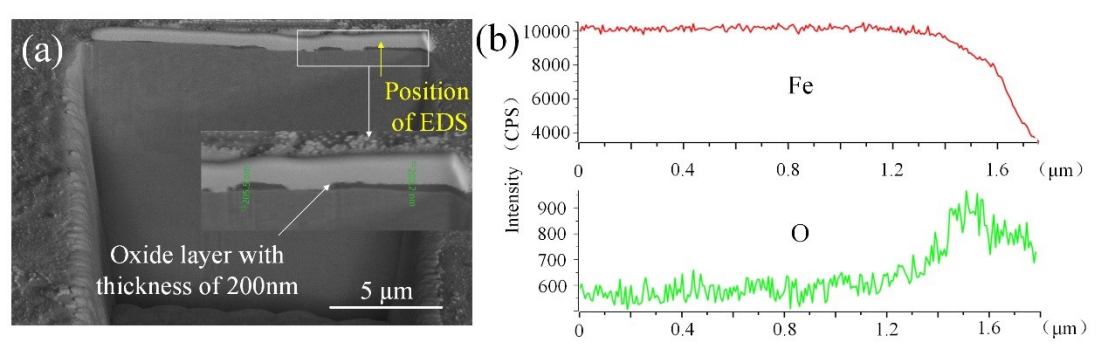 (a)
Position
of EDS
Oxide layer with
thickness of 200nm
5 μm
(b)
Intensity (CPS)
10000
8000
6000
4000
Fe
0 0.4 0.8 1.2 1.6 (μm)
900
800
700
600
O
0 0.4 0.8 1.2 1.6 (μm)